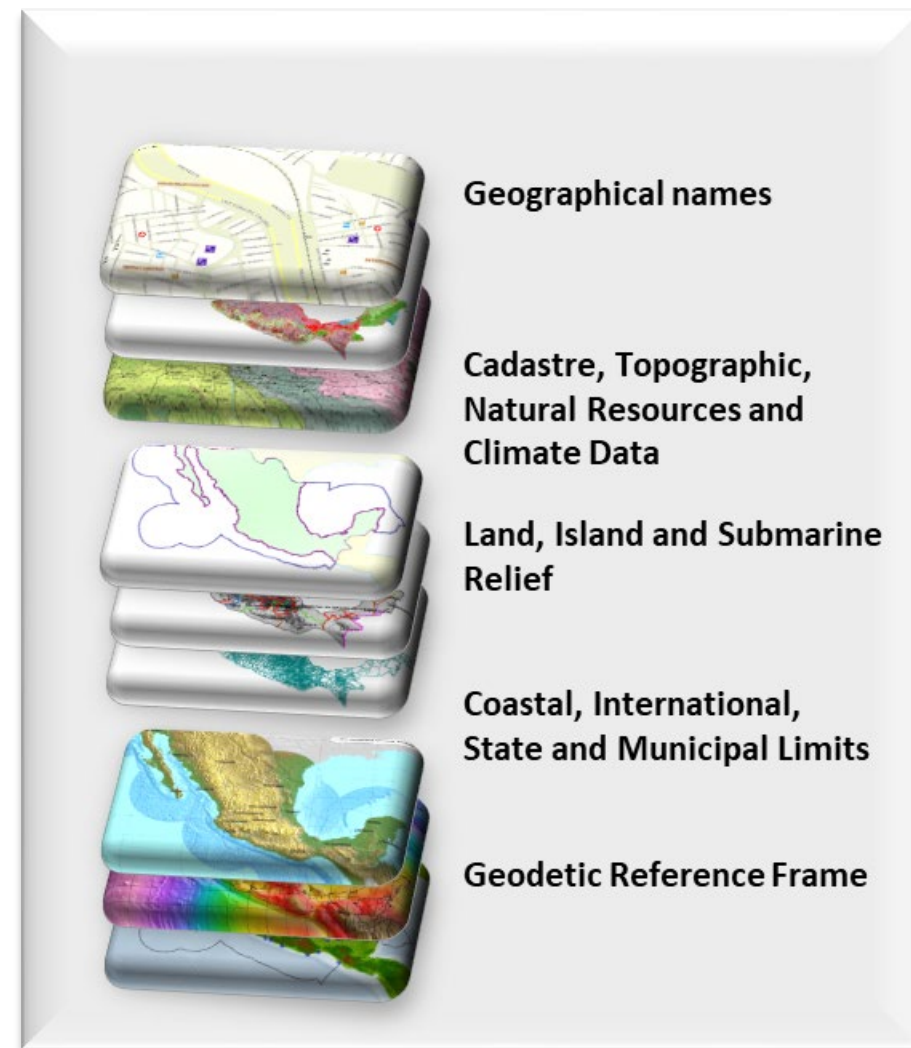 Geographical names
Cadastre, Topographic,
Natural Resources and
Climate Data
Land, Island and Submarine
Relief
Coastal, International,
State and Municipal Limits
Geodetic Reference Frame